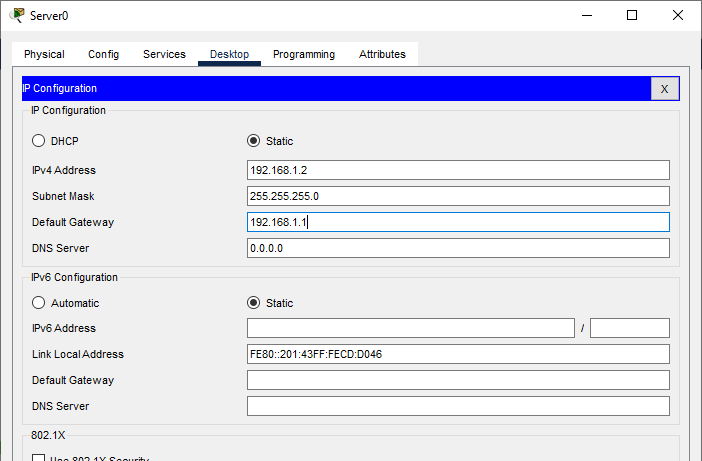 Server0
Physical Config Services Desktop Programming Attributes
IP Configuration X
IP Configuration
DHCP Static
IPv4 Address 192.168.1.2
Subnet Mask 255.255.255.0
Default Gateway 192.168.1.1
DNS Server 0.0.0.0
IPv6 Configuration
Automatic Static
IPv6 Address /
Link Local Address FE80::201:43FF:FECD:D046
Default Gateway
DNS Server
802.1X
Use 802.1X Security